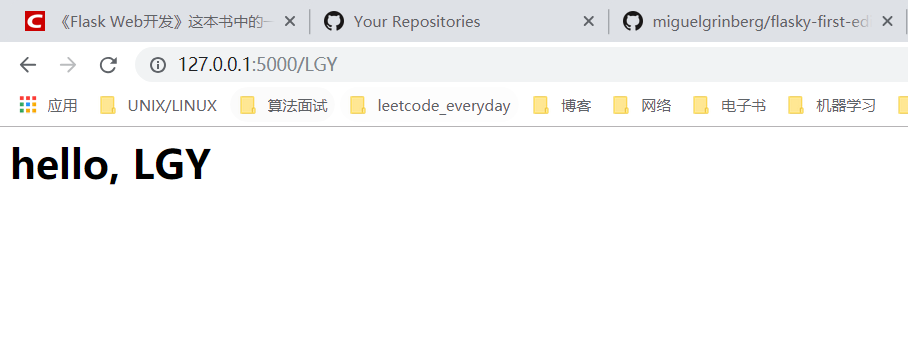 《Flask Web开发》这本书中的一 Your Repositories miguelgrinberg/flasky-first-edi
127.0.0.1:5000/LGY
应用 UNIX/LINUX 算法面试 leetcode_everyday 博客 网络 电子书 机器学习
hello, LGY